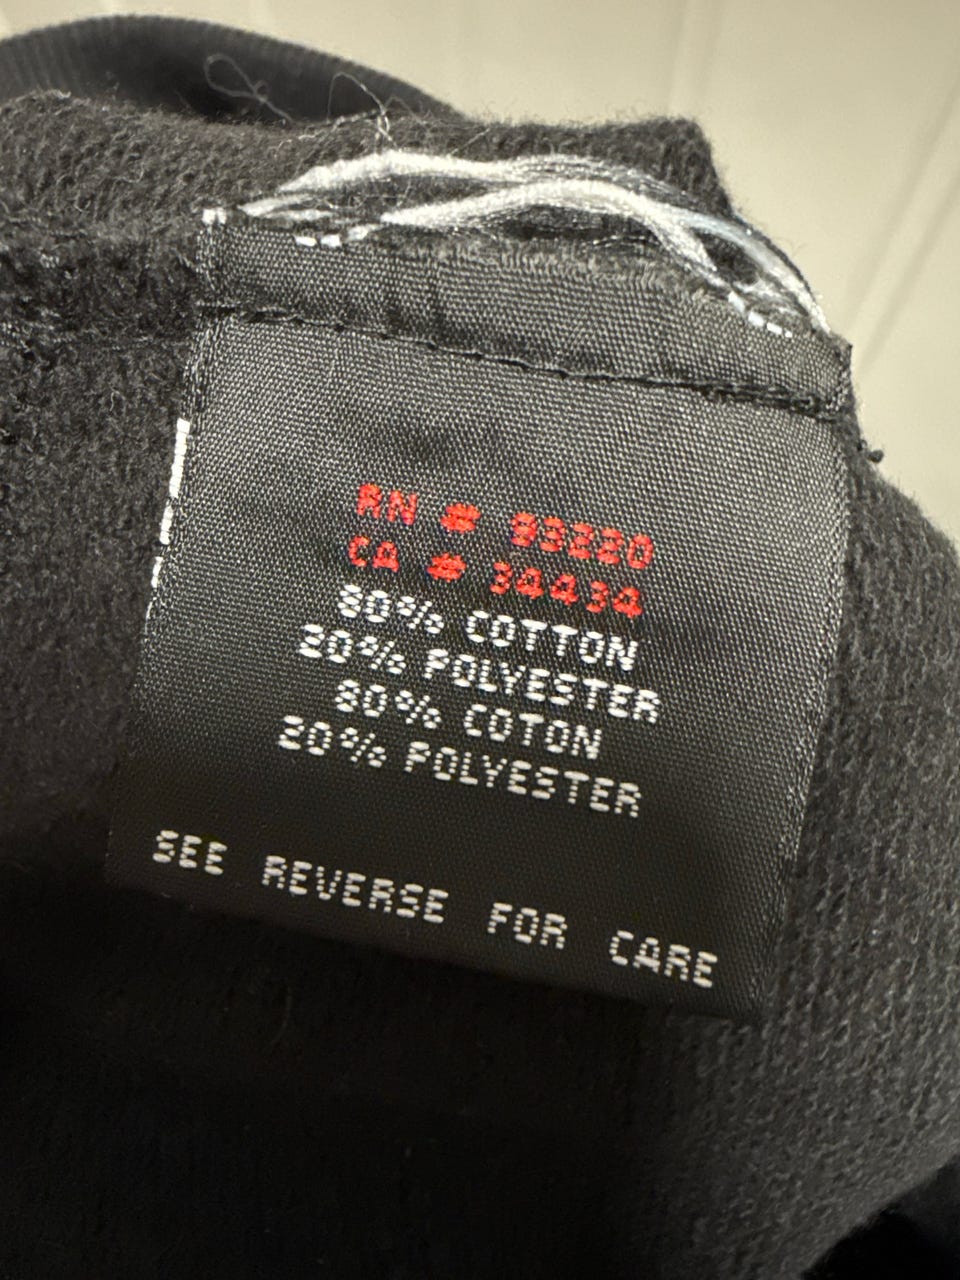 RN # 93220
CA # 34434
80% COTTON
20% POLYESTER
80% COTON
20% POLYESTER
SEE REVERSE FOR CARE